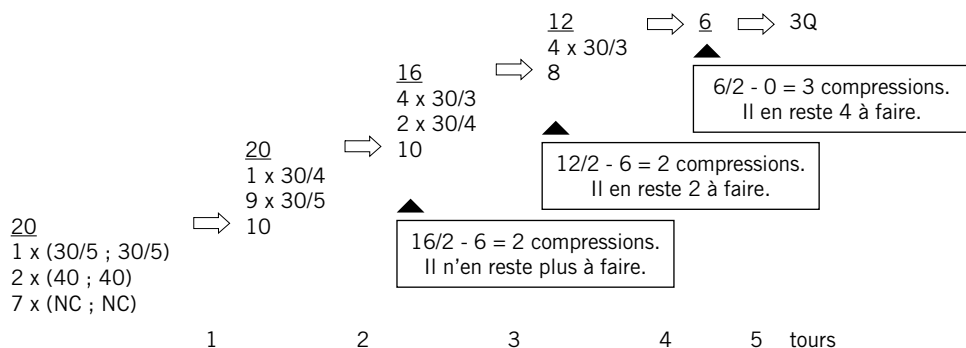 20
1 x (30/5 ; 30/5)
2 x (40 ; 40)
7 x (NC ; NC)
20
1 x 30/4
9 x 30/5
10
16
4 x 30/3
2 x 30/4
10
12
4 x 30/3
8
6
3Q
16/2 - 6 = 2 compressions.
Il n'en reste plus à faire.
12/2 - 6 = 2 compressions.
Il en reste 2 à faire.
6/2 - 0 = 3 compressions.
Il en reste 4 à faire.
1 2 3 4 5 tours